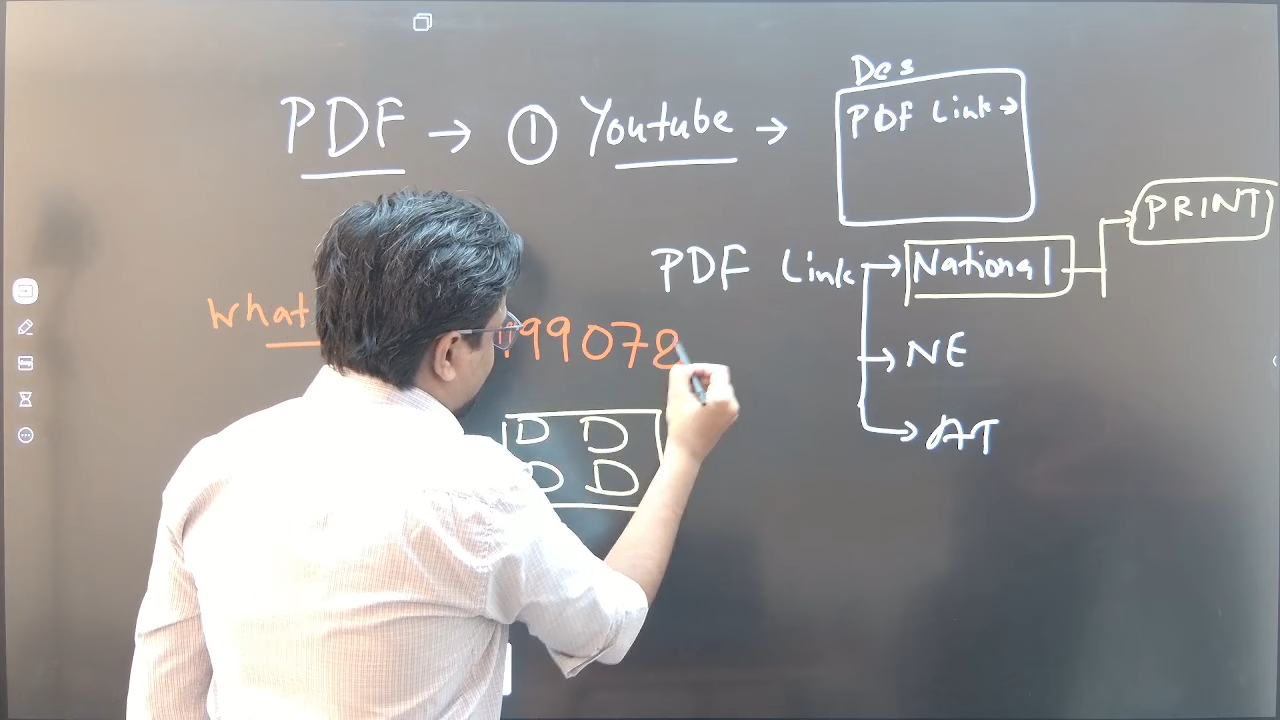 Des
PDF → ① Youtube →
PDF Link →
PRINT
PDF Link → National
What
99078
→ NE
D D
D D
→ AT